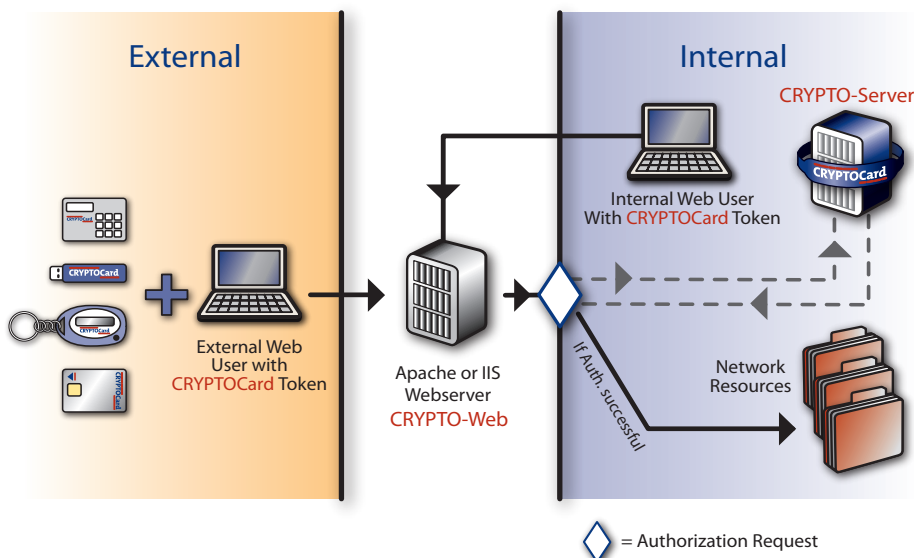 External
Internal
CRYPTO-Server
CRYPTOCard
Internal Web User
With CRYPTOCard Token
CRYPTOCard
CRYPTOCard
CRYPTOCard
CRYPTOCard
External Web
User with
CRYPTOCard Token
Apache or IIS
Webserver
CRYPTO-Web
If Auth. successful
Network
Resources
= Authorization Request